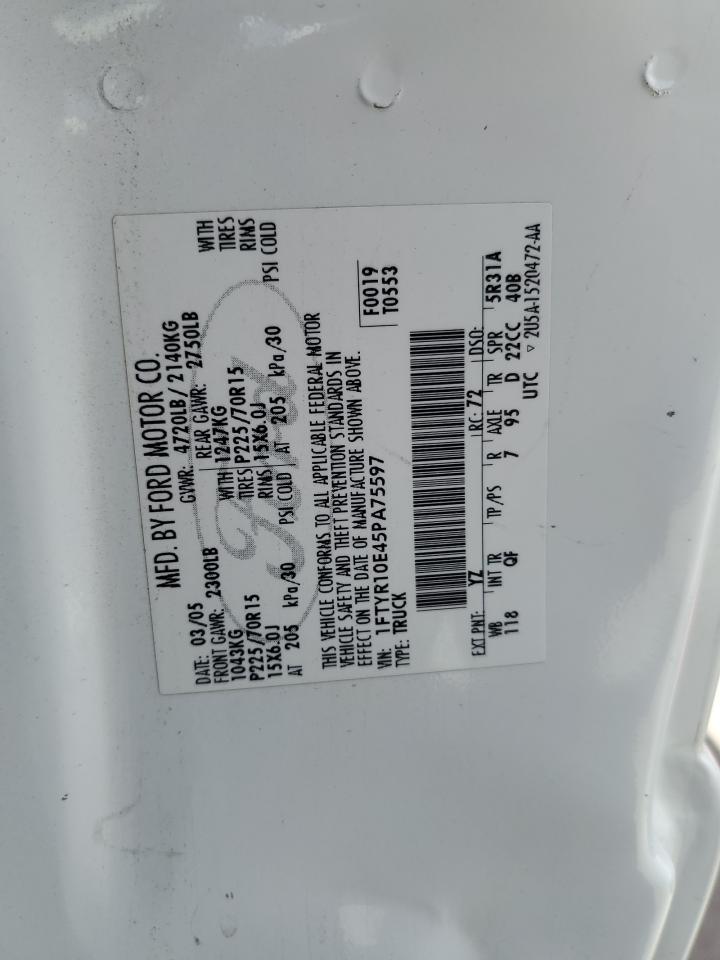 MFD. BY FORD MOTOR CO.
DATE: 03/05 GVWR: 4720LB / 2140KG
FRONT GAWR: 2300LB REAR GAWR: 2750LB
1043KG WITH 1247KG WITH
P225/70R15 TIRES P225/70R15 TIRES
15X6.0J RIMS 15X6.0J RIMS
AT 205 kPa/30 PSI COLD AT 205 kPa/30 PSI COLD
Ford
THIS VEHICLE CONFORMS TO ALL APPLICABLE FEDERAL MOTOR
VEHICLE SAFETY AND THEFT PREVENTION STANDARDS IN
EFFECT ON THE DATE OF MANUFACTURE SHOWN ABOVE.
VIN: 1FTYR10E45PA75597
TYPE: TRUCK
F0019
T0553
EXT PNT: YZ RC: 72 DSO:
WB INT TR TP/PS R AXLE TR SPR 5R31A
118 QF 7 95 D 22CC 40B
UTC ▽ 2U5A-1520472-AA